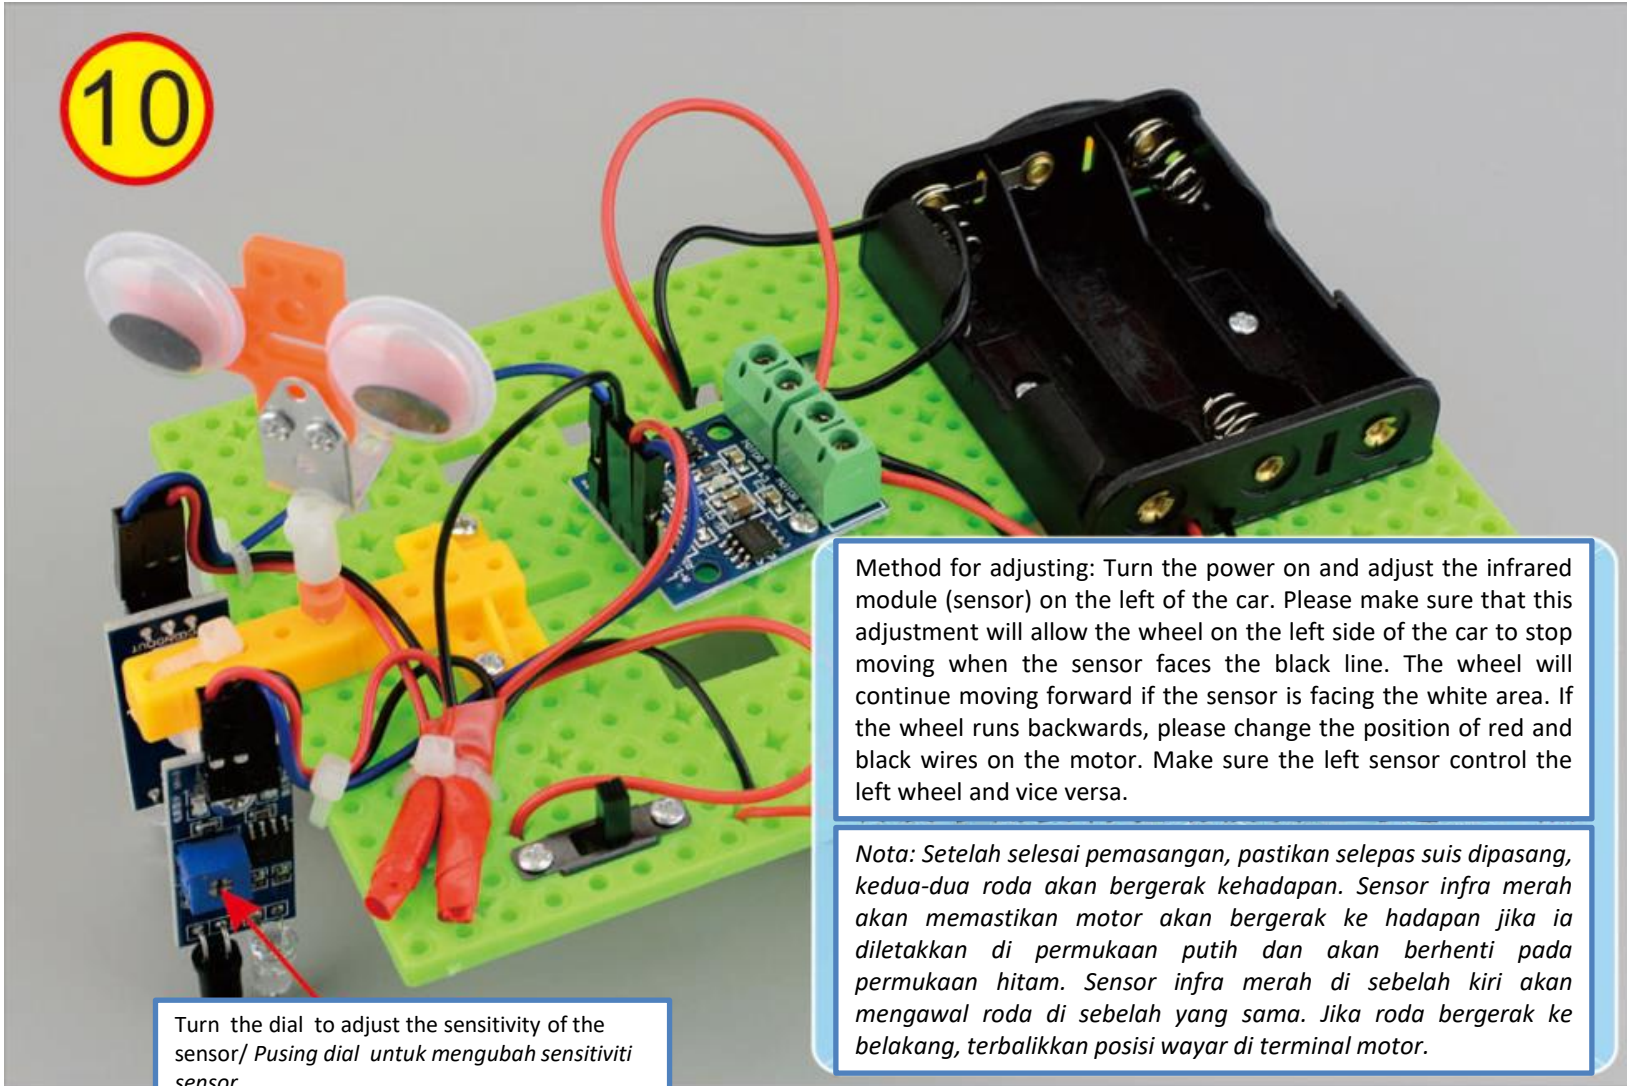 10
MOTOR B
MOTOR A
GND
OUT
Method for adjusting: Turn the power on and adjust the infrared
module (sensor) on the left of the car. Please make sure that this
adjustment will allow the wheel on the left side of the car to stop
moving when the sensor faces the black line. The wheel will
continue moving forward if the sensor is facing the white area. If
the wheel runs backwards, please change the position of red and
black wires on the motor. Make sure the left sensor control the
left wheel and vice versa.
Nota: Setelah selesai pemasangan, pastikan selepas suis dipasang,
kedua-dua roda akan bergerak kehadapan. Sensor infra merah
akan memastikan motor akan bergerak ke hadapan jika ia
diletakkan di permukaan putih dan akan berhenti pada
permukaan hitam. Sensor infra merah di sebelah kiri akan
mengawal roda di sebelah yang sama. Jika roda bergerak ke
belakang, terbalikkan posisi wayar di terminal motor.
Turn the dial to adjust the sensitivity of the
sensor/ Pusing dial untuk mengubah sensitiviti
sensor